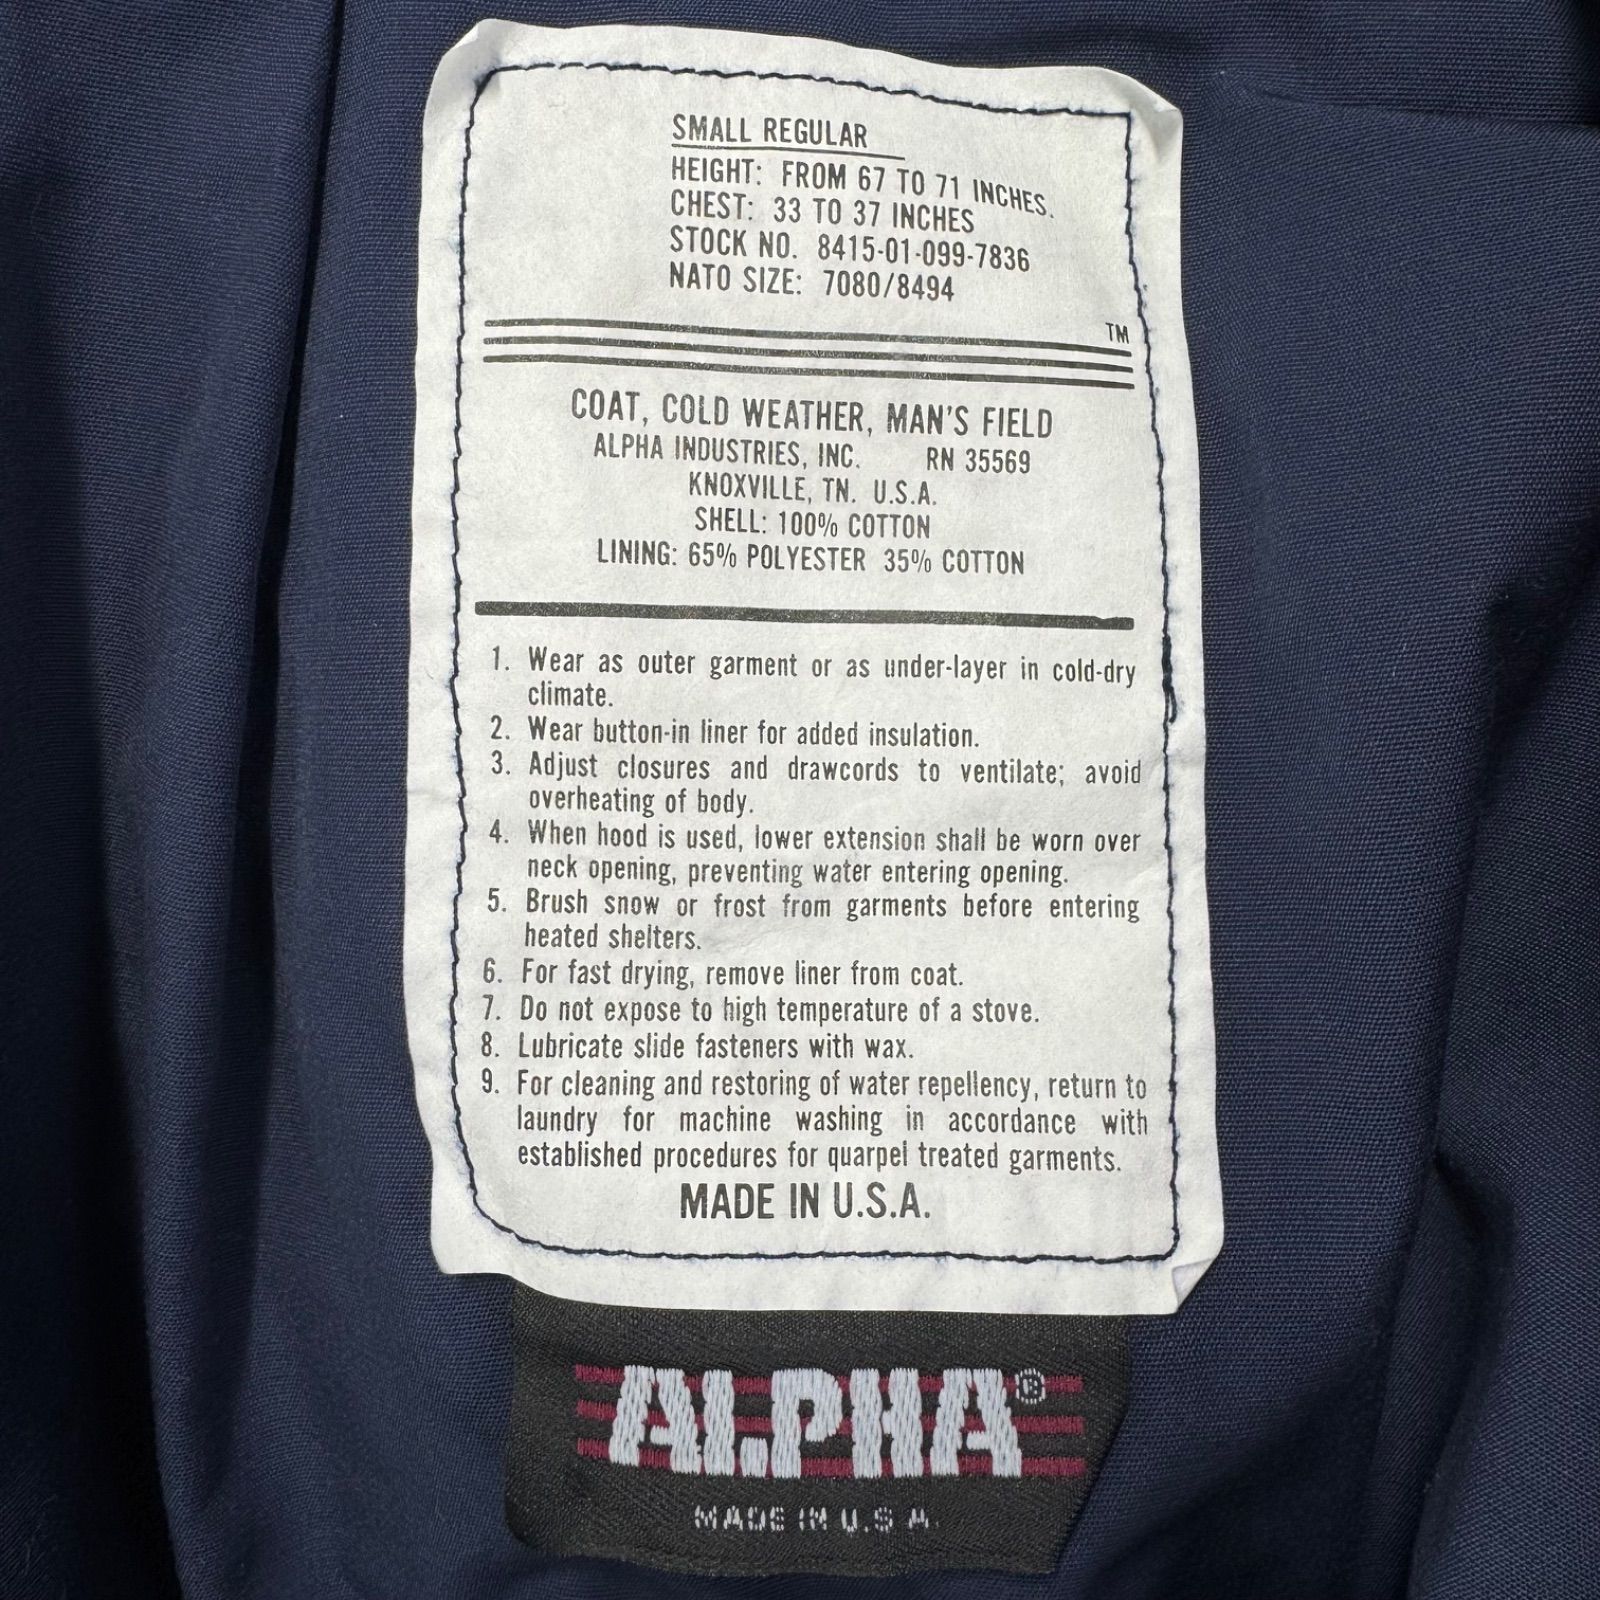 SMALL REGULAR
HEIGHT: FROM 67 TO 71 INCHES.
CHEST: 33 TO 37 INCHES
STOCK NO. 8415-01-099-7836
NATO SIZE: 7080/8494
TM
COAT, COLD WEATHER, MAN'S FIELD
ALPHA INDUSTRIES, INC. RN 35569
KNOXVILLE, TN. U.S.A.
SHELL: 100% COTTON
LINING: 65% POLYESTER 35% COTTON
1. Wear as outer garment or as under-layer in cold-dry
climate.
2. Wear button-in liner for added insulation.
3. Adjust closures and drawcords to ventilate; avoid
overheating of body.
4. When hood is used, lower extension shall be worn over
neck opening, preventing water entering opening.
5. Brush snow or frost from garments before entering
heated shelters.
6. For fast drying, remove liner from coat.
7. Do not expose to high temperature of a stove.
8. Lubricate slide fasteners with wax.
9. For cleaning and restoring of water repellency, return to
laundry for machine washing in accordance with
established procedures for quarpel treated garments.
MADE IN U.S.A.
ALPHA®
MADE IN U.S.A.